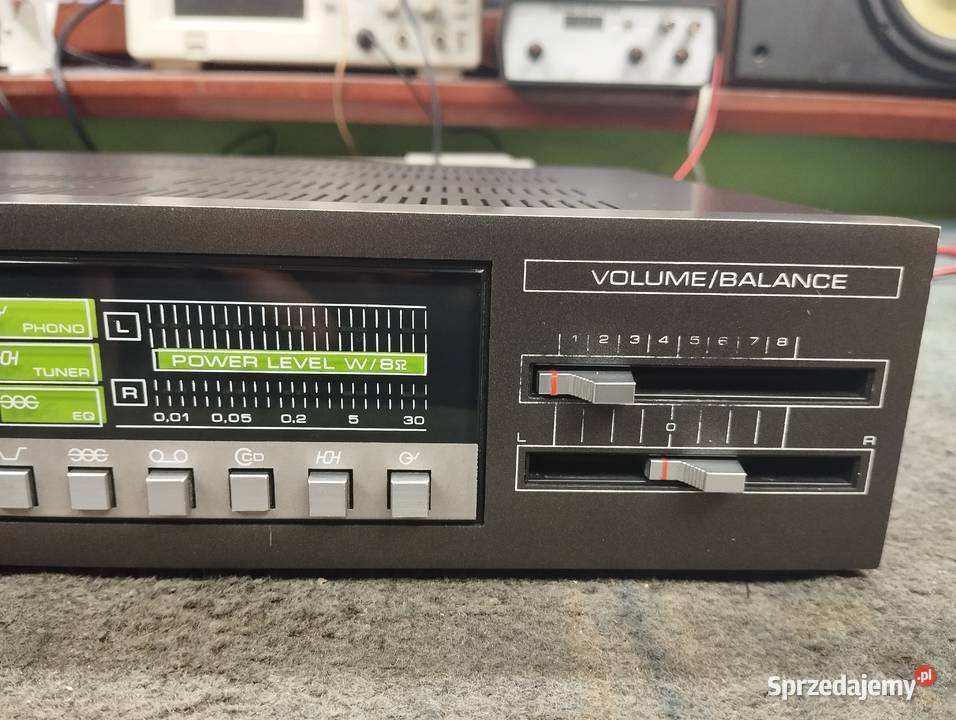 VOLUME/BALANCE
1 2 3 4 5 6 7 8
PHONO
L
POWER LEVEL W/8Ω
TUNER
R
EQ
0,01 0,05 0.2 5 30
L 0 R
CD
Sprzedajemy.pl